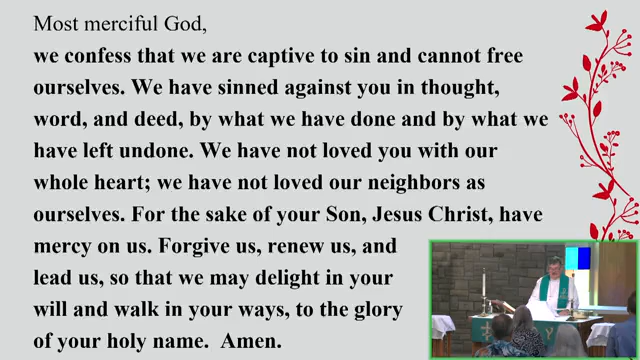 Most merciful God,
we confess that we are captive to sin and cannot free
ourselves. We have sinned against you in thought,
word, and deed, by what we have done and by what we
have left undone. We have not loved you with our
whole heart; we have not loved our neighbors as
ourselves. For the sake of your Son, Jesus Christ, have
mercy on us. Forgive us, renew us, and
lead us, so that we may delight in your
will and walk in your ways, to the glory
of your holy name.  Amen.